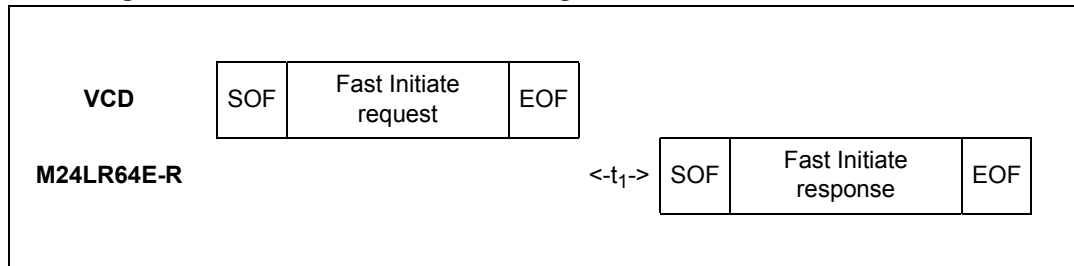 VCD SOF Fast Initiate request EOF
M24LR64E-R <-t1-> SOF Fast Initiate response EOF